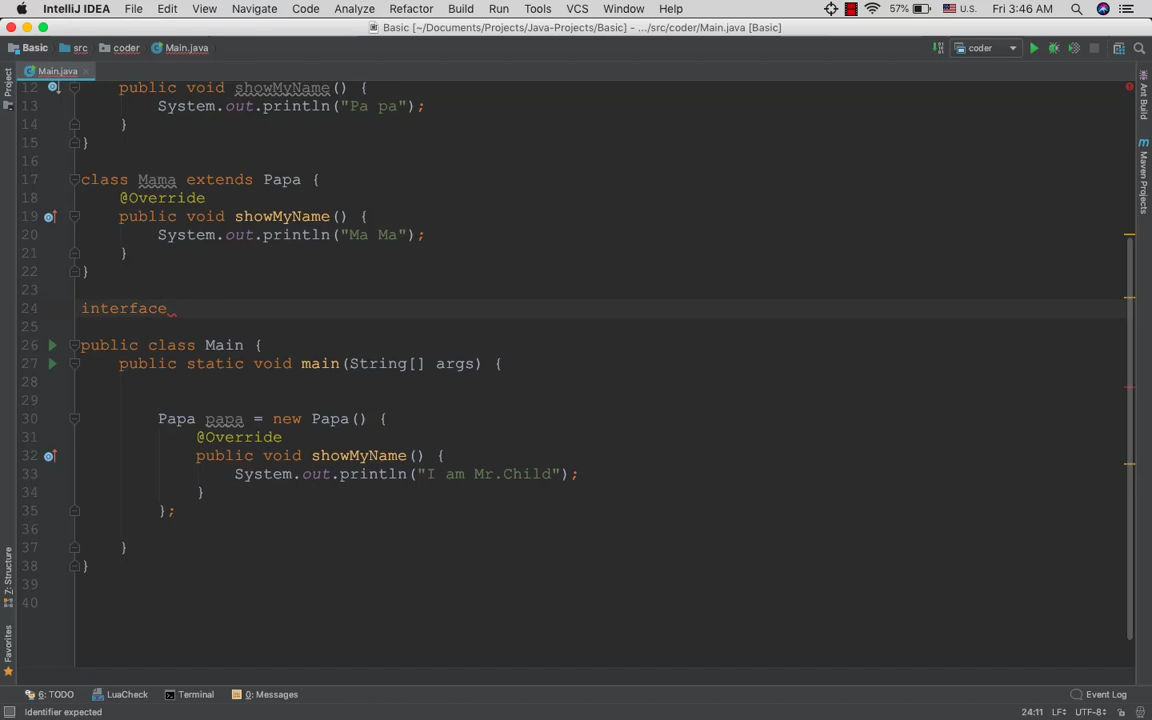 IntelliJ IDEA File Edit View Navigate Code Analyze Refactor Build Run Tools VCS Window Help 57% U.S. Fri 3:46 AM
Basic [~/Documents/Projects/Java-Projects/Basic] - .../src/coder/Main.java [Basic]
Basic src coder Main.java coder
Main.java
Project
Ant Build
Maven Projects
12 public void showMyName() {
13 System.out.println("Pa pa");
14 }
15 }
16
17 class Mama extends Papa {
18 @Override
19 public void showMyName() {
20 System.out.println("Ma Ma");
21 }
22 }
23
24 interface
25
26 public class Main {
27 public static void main(String[] args) {
28
29
30 Papa papa = new Papa() {
31 @Override
32 public void showMyName() {
33 System.out.println("I am Mr.Child");
34 }
35 };
36
37 }
38 }
39
40
7: Structure
Favorites
6: TODO LuaCheck Terminal 0: Messages Event Log
Identifier expected 24:11 LF UTF-8